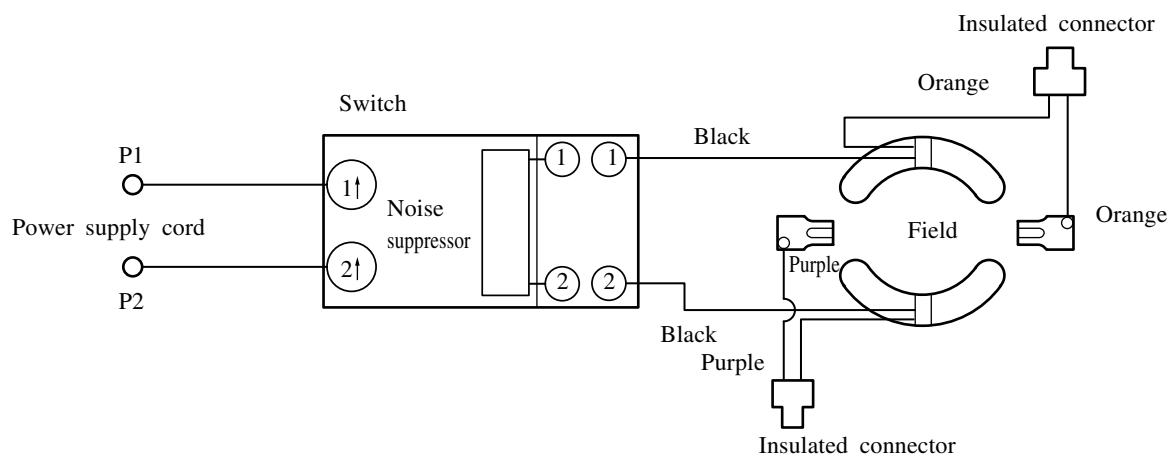 Insulated connector
Orange
Switch
Black
P1
1
1
1↑
Noise
suppressor
Power supply cord
Field
Orange
Purple
2↑
2
2
P2
Black
Purple
Insulated connector